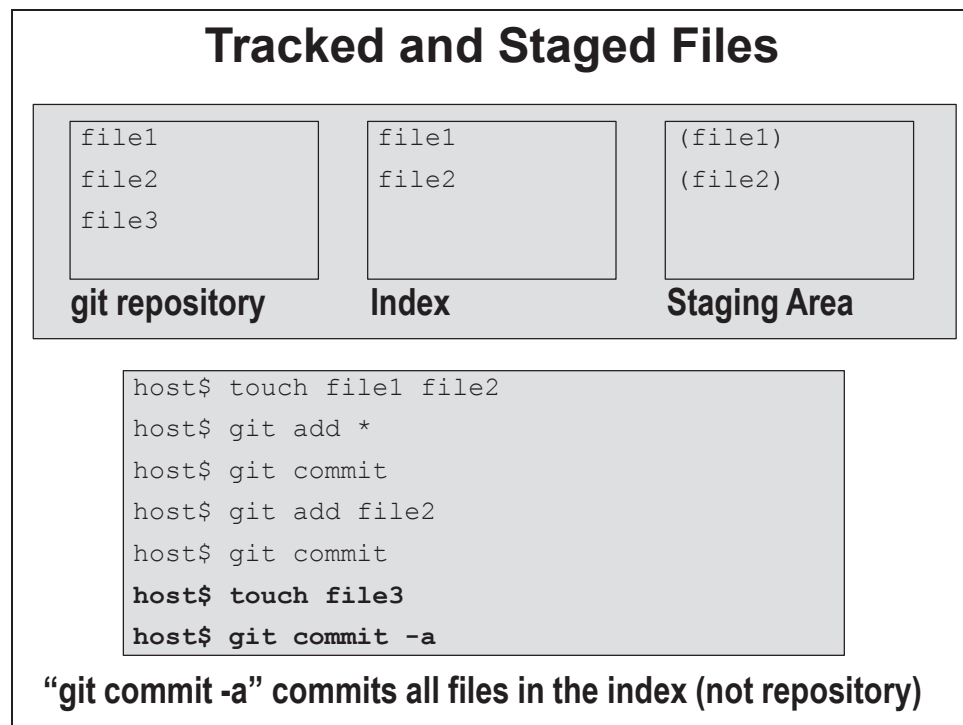 Tracked and Staged Files
file1
file2
file3
git repository
file1
file2
Index
(file1)
(file2)
Staging Area
host$ touch file1 file2
host$ git add *
host$ git commit
host$ git add file2
host$ git commit
host$ touch file3
host$ git commit -a
“git commit -a” commits all files in the index (not repository)